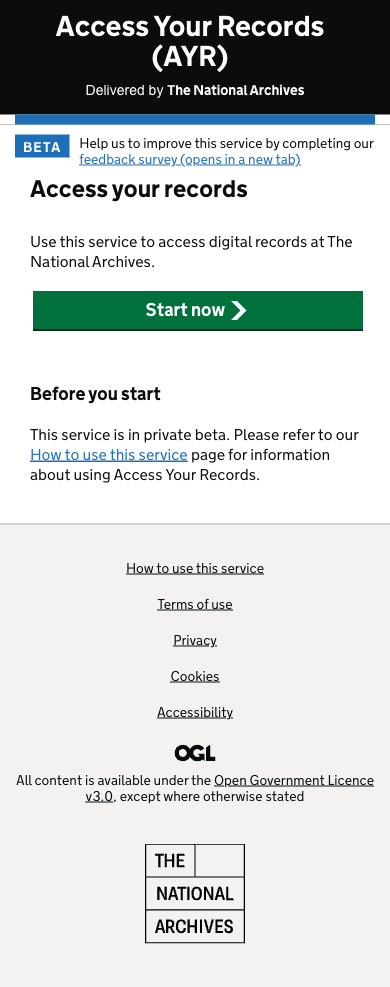 Access Your Records
(AYR)
Delivered by The National Archives
BETA
Help us to improve this service by completing our
feedback survey (opens in a new tab)
Access your records
Use this service to access digital records at The
National Archives.
Start now
Before you start
This service is in private beta. Please refer to our
How to use this service page for information
about using Access Your Records.
How to use this service
Terms of use
Privacy
Cookies
Accessibility
OGL
All content is available under the Open Government Licence
v3.0, except where otherwise stated
THE
NATIONAL
ARCHIVES